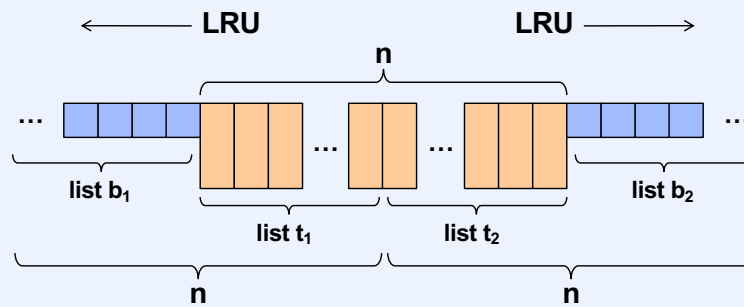 LRU LRU
n
... ...
... ...
list b₁ list b₂
list t₁ list t₂
n n